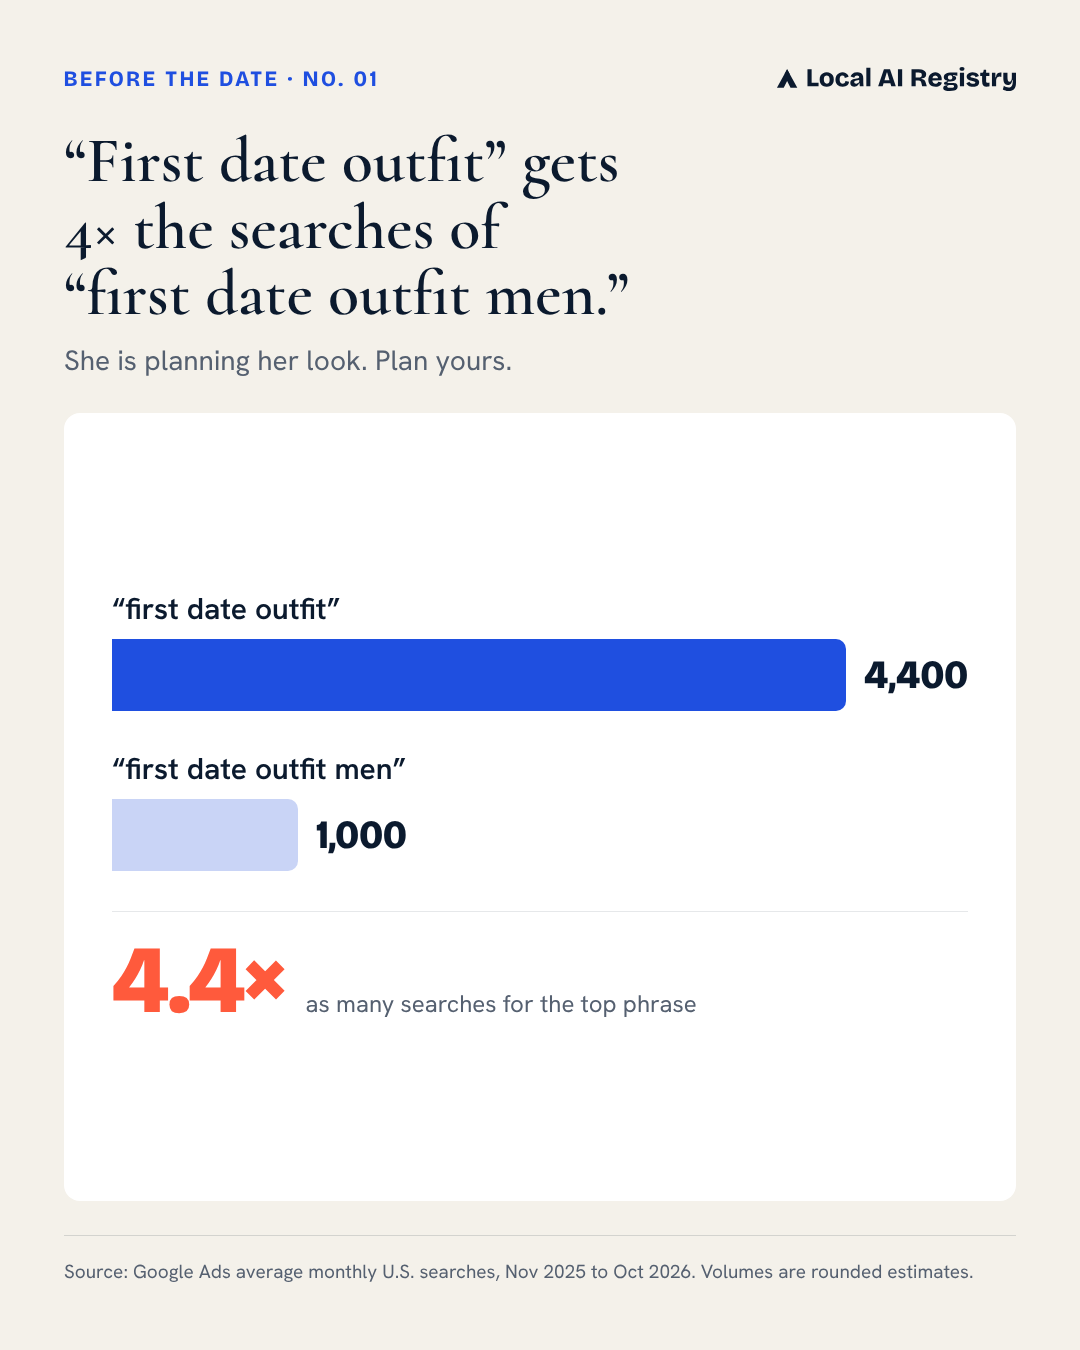 BEFORE THE DATE · NO. 01
Local AI Registry
“First date outfit” gets
4× the searches of
“first date outfit men.”
She is planning her look. Plan yours.
“first date outfit”
4,400
“first date outfit men”
1,000
4.4× as many searches for the top phrase
Source: Google Ads average monthly U.S. searches, Nov 2025 to Oct 2026. Volumes are rounded estimates.